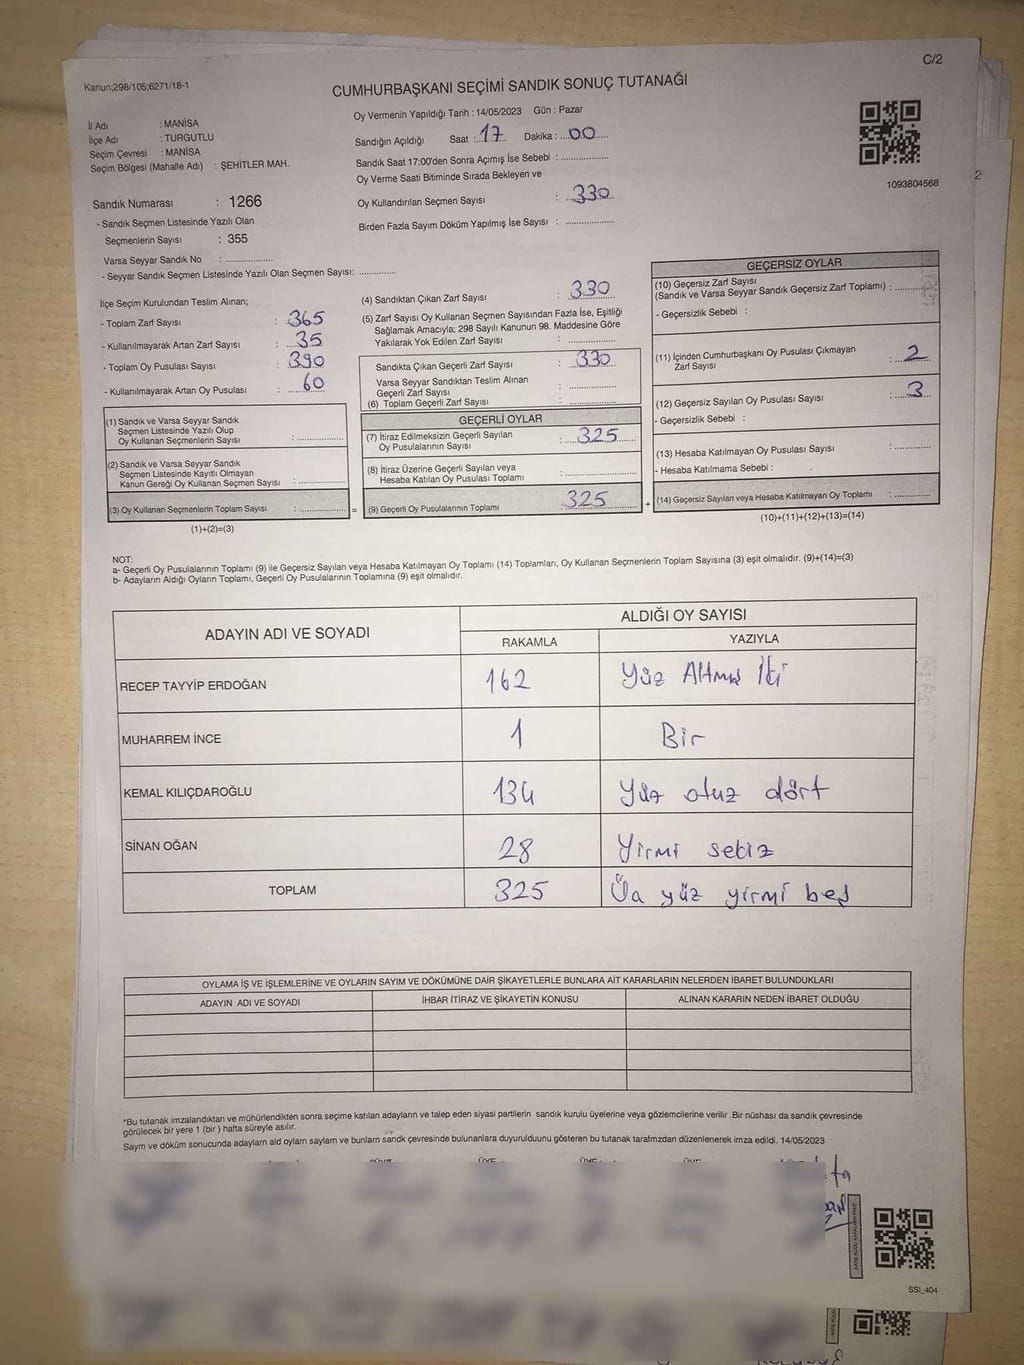 C/2
Kanun;298/105;6271/18-1
CUMHURBAŞKANI SEÇİMİ SANDIK SONUÇ TUTANAĞI
Oy Vermenin Yapıldığı Tarih : 14/05/2023 Gün : Pazar
İl Adı : MANİSA
İlçe Adı : TURGUTLU
Seçim Çevresi : MANİSA
Seçim Bölgesi (Mahalle Adı) : ŞEHİTLER MAH.
Sandığın Açıldığı Saat : 17 Dakika : 00
Sandık Saat 17:00'den Sonra Açımış İse Sebebi :
Oy Verme Saati Bitiminde Sırada Bekleyen ve
Oy Kullandırılan Seçmen Sayısı : 330
Birden Fazla Sayım Döküm Yapılmış İse Sayısı :
1093804568
2
Sandık Numarası : 1266
- Sandık Seçmen Listesinde Yazılı Olan
Seçmenlerin Sayısı : 355
Varsa Seyyar Sandık No :
- Seyyar Sandık Seçmen Listesinde Yazılı Olan Seçmen Sayısı:
İlçe Seçim Kurulundan Teslim Alınan;
- Toplam Zarf Sayısı : 365
- Kullanılmayarak Artan Zarf Sayısı : 35
- Toplam Oy Pusulası Sayısı : 390
- Kullanılmayarak Artan Oy Pusulası : 60
(1) Sandık ve Varsa Seyyar Sandık
Seçmen Listesinde Yazılı Olup
Oy Kullanan Seçmenlerin Sayısı :
(2) Sandık ve Varsa Seyyar Sandık
Seçmen Listesinde Kayıtlı Olmayan
Kanun Gereği Oy Kullanan Seçmen Sayısı :
(3) Oy Kullanan Seçmenlerin Toplam Sayısı :
(1)+(2)=(3)
=
(4) Sandıktan Çıkan Zarf Sayısı : 330
(5) Zarf Sayısı Oy Kullanan Seçmen Sayısından Fazla İse, Eşitliği
Sağlamak Amacıyla; 298 Sayılı Kanunun 98. Maddesine Göre
Yakılarak Yok Edilen Zarf Sayısı :
Sandıkta Çıkan Geçerli Zarf Sayısı : 330
Varsa Seyyar Sandıktan Teslim Alınan
Geçerli Zarf Sayısı :
(6) Toplam Geçerli Zarf Sayısı :
GEÇERLİ OYLAR
(7) İtiraz Edilmeksizin Geçerli Sayılan
Oy Pusulalarının Sayısı : 325
(8) İtiraz Üzerine Geçerli Sayılan veya
Hesaba Katılan Oy Pusulası Toplamı :
(9) Geçerli Oy Pusulalarının Toplamı : 325
+
GEÇERSİZ OYLAR
(10) Geçersiz Zarf Sayısı
(Sandık ve Varsa Seyyar Sandık Geçersiz Zarf Toplamı) :
- Geçersizlik Sebebi :
(11) İçinden Cumhurbaşkanı Oy Pusulası Çıkmayan
Zarf Sayısı : 2
(12) Geçersiz Sayılan Oy Pusulası Sayısı : 3
- Geçersizlik Sebebi :
(13) Hesaba Katılmayan Oy Pusulası Sayısı :
- Hesaba Katılmama Sebebi :
(14) Geçersiz Sayılan veya Hesaba Katılmayan Oy Toplamı :
(10)+(11)+(12)+(13)=(14)
NOT:
a- Geçerli Oy Pusulalarının Toplamı (9) ile Geçersiz Sayılan veya Hesaba Katılmayan Oy Toplamı (14) Toplamları, Oy Kullanan Seçmenlerin Toplam Sayısına (3) eşit olmalıdır. (9)+(14)=(3)
b- Adayların Aldığı Oyların Toplamı, Geçerli Oy Pusulalarının Toplamına (9) eşit olmalıdır.
ADAYIN ADI VE SOYADI ALDIĞI OY SAYISI
RAKAMLA YAZIYLA
RECEP TAYYİP ERDOĞAN 162 Yüz Altmış İki
MUHARREM İNCE 1 Bir
KEMAL KILIÇDAROĞLU 134 Yüz otuz dört
SİNAN OĞAN 28 Yirmi sekiz
TOPLAM 325 Üç yüz yirmi beş
OYLAMA İŞ VE İŞLEMLERİNE VE OYLARIN SAYIM VE DÖKÜMÜNE DAİR ŞİKAYETLERLE BUNLARA AİT KARARLARIN NELERDEN İBARET BULUNDUKLARI
ADAYIN ADI VE SOYADI İHBAR İTİRAZ VE ŞİKAYETİN KONUSU ALINAN KARARIN NEDEN İBARET OLDUĞU
*Bu tutanak imzalandıktan ve mühürlendikten sonra seçime katılan adayların ve talep eden siyasi partilerin sandık kurulu üyelerine veya gözlemcilerine verilir .Bir nüshası da sandık çevresinde
görülecek bir yere 1 (bir ) hafta süreyle asılır.
Sayım ve döküm sonucunda adayların ald oyların sayıların ve bunların sandk çevresinde bulunanlara duyurulduunu gösteren bu tutanak tarafmzdan düzenlenerek imza edildi. 14/05/2023
SSI_404